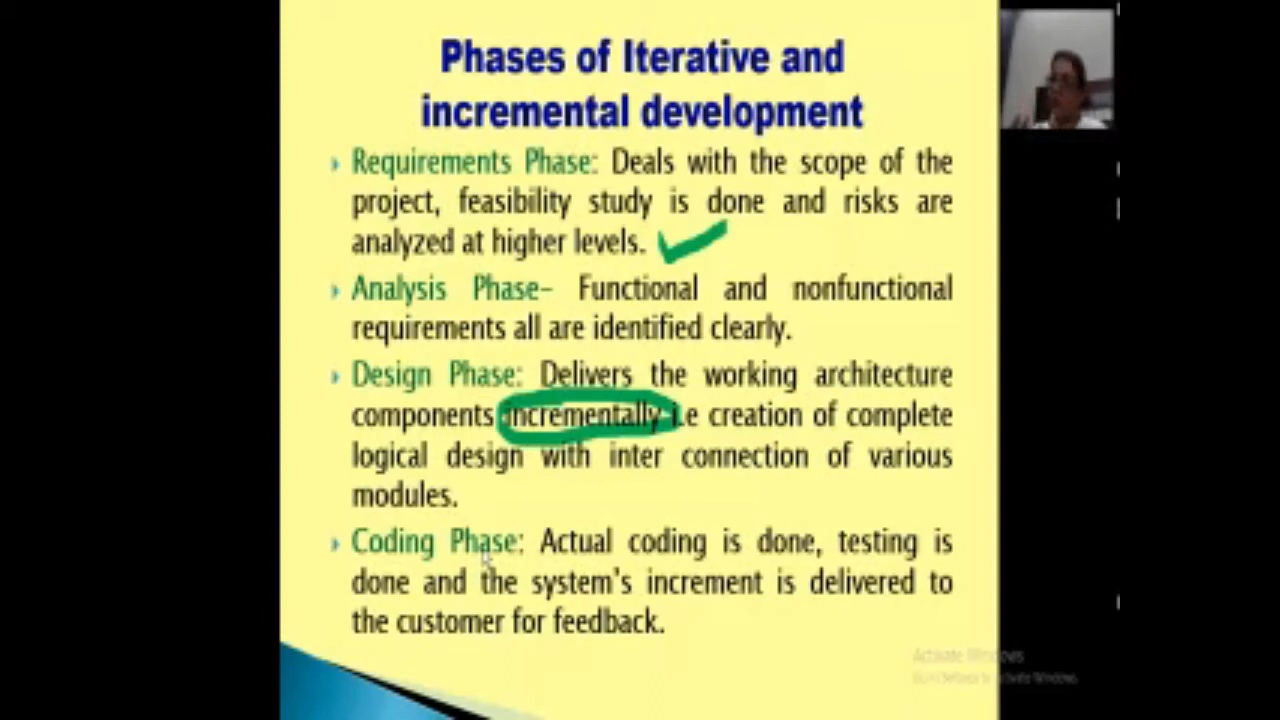 Phases of Iterative and
incremental development
Requirements Phase: Deals with the scope of the
project, feasibility study is done and risks are
analyzed at higher levels.
Analysis Phase– Functional and nonfunctional
requirements all are identified clearly.
Design Phase: Delivers the working architecture
components incrementally i.e creation of complete
logical design with inter connection of various
modules.
Coding Phase: Actual coding is done, testing is
done and the system's increment is delivered to
the customer for feedback.
Activate Windows